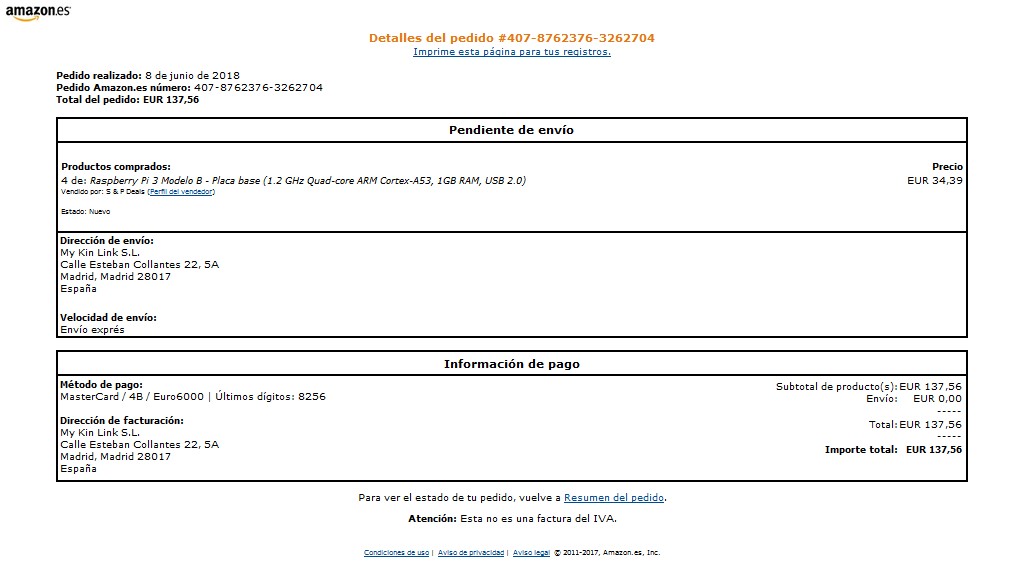 amazon.es
Detalles del pedido #407-8762376-3262704
Imprime esta página para tus registros.
Pedido realizado: 8 de junio de 2018
Pedido Amazon.es número: 407-8762376-3262704
Total del pedido: EUR 137,56
Pendiente de envío
Productos comprados: Precio
4 de: Raspberry Pi 3 Modelo B - Placa base (1.2 GHz Quad-core ARM Cortex-A53, 1GB RAM, USB 2.0) EUR 34,39
Vendido por: S & P Deals (Perfil del vendedor)
Estado: Nuevo
Dirección de envío:
My Kin Link S.L.
Calle Esteban Collantes 22, 5A
Madrid, Madrid 28017
España
Velocidad de envío:
Envío exprés
Información de pago
Método de pago:
MasterCard / 4B / Euro6000 | Últimos dígitos: 8256
Dirección de facturación:
My Kin Link S.L.
Calle Esteban Collantes 22, 5A
Madrid, Madrid 28017
España
Subtotal de producto(s): EUR 137,56
Envío: EUR 0,00
-----
Total: EUR 137,56
-----
Importe total: EUR 137,56
Para ver el estado de tu pedido, vuelve a Resumen del pedido.
Atención: Esta no es una factura del IVA.
Condiciones de uso | Aviso de privacidad | Aviso legal © 2011-2017, Amazon.es, Inc.